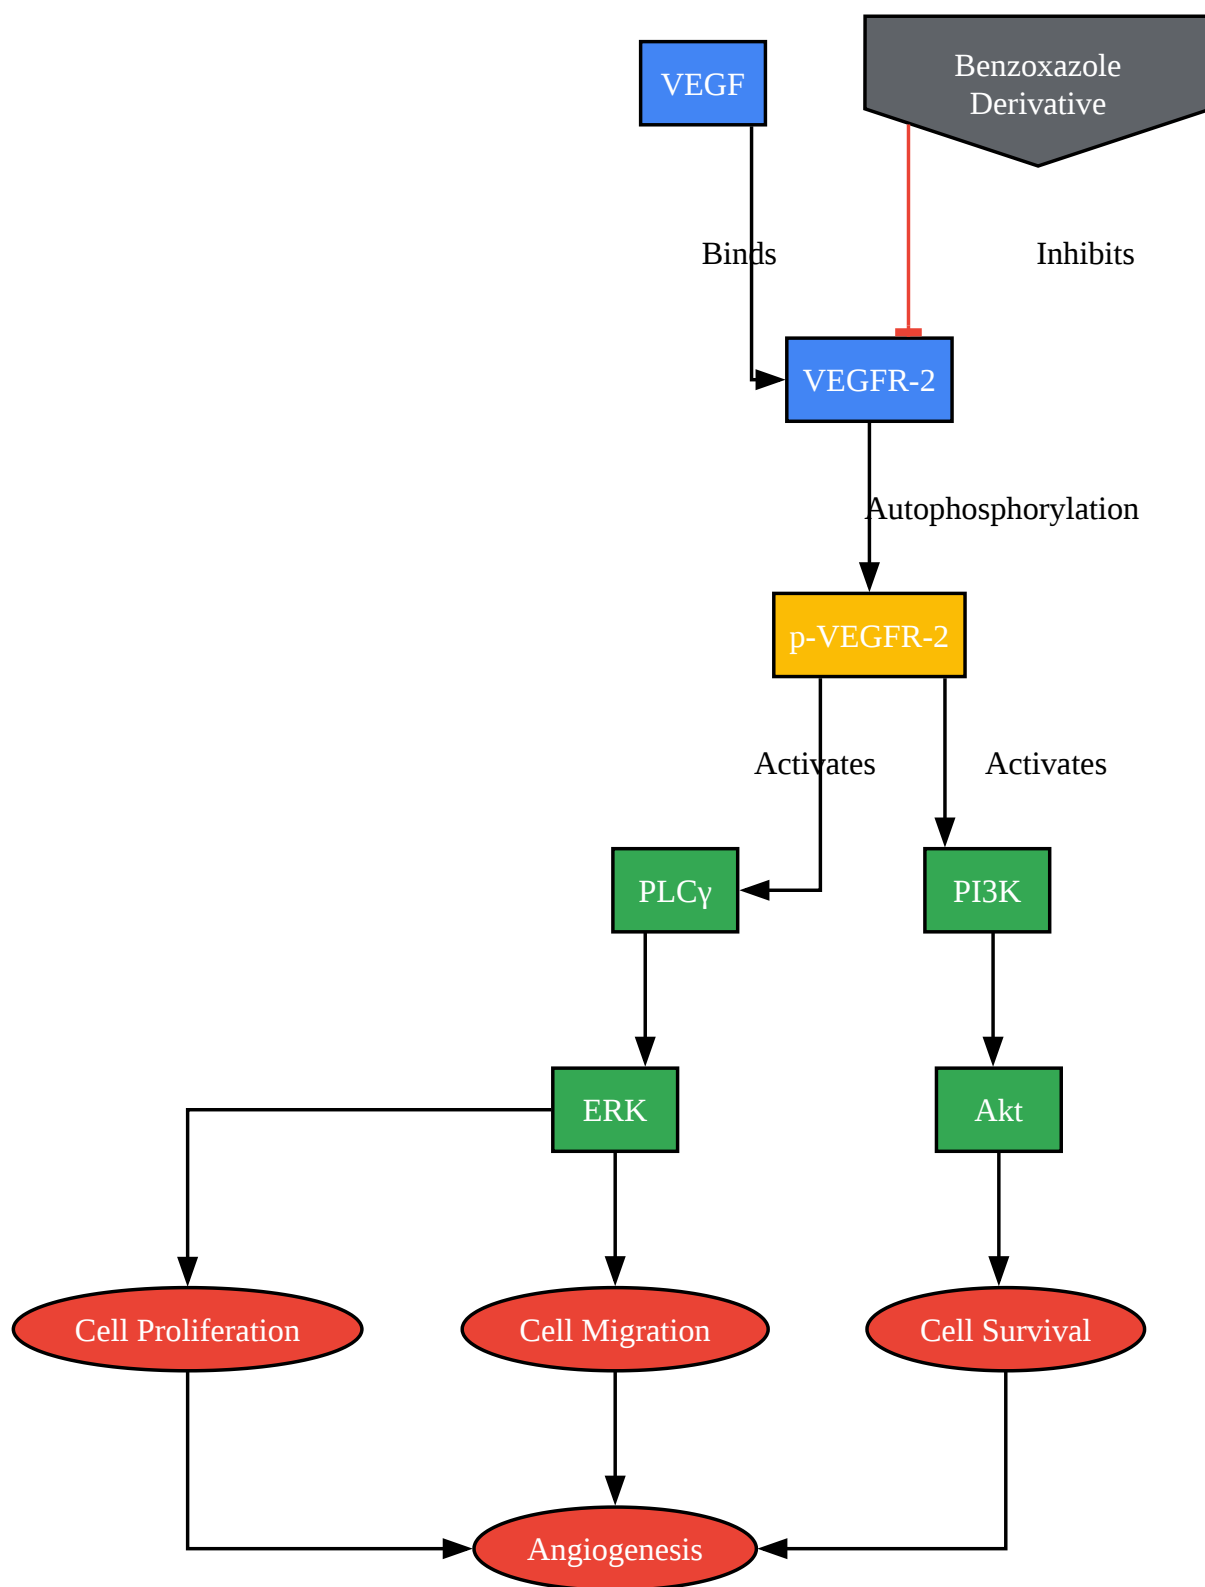 VEGF
Benzoxazole
Derivative
Binds
Inhibits
VEGFR-2
Autophosphorylation
p-VEGFR-2
Activates
Activates
PLCγ
PI3K
ERK
Akt
Cell Proliferation
Cell Migration
Cell Survival
Angiogenesis